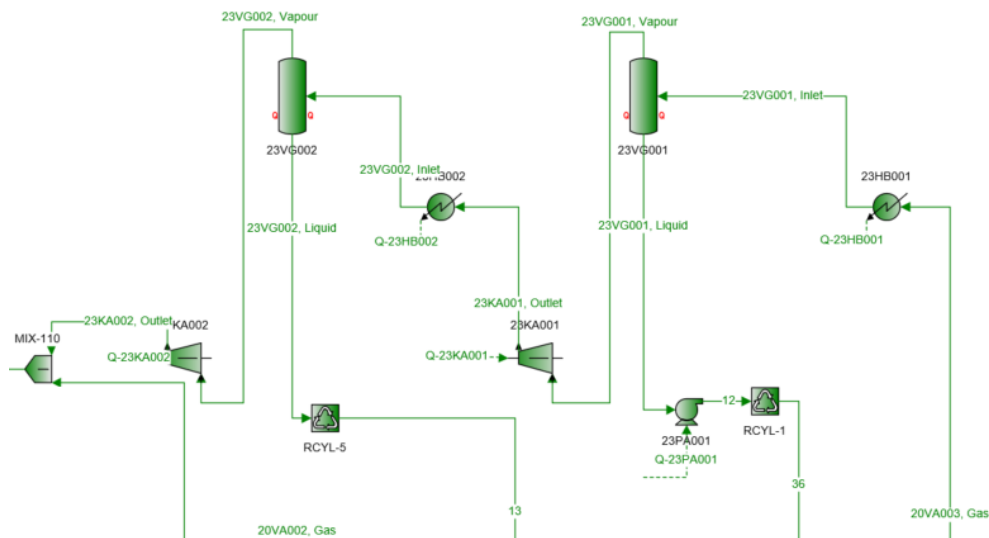 23VG002, Vapour
23VG001, Vapour
23VG001, Inlet
Q Q
Q Q
23VG002
23VG001
23VG002, Inlet
23HB002
23HB001
23VG002, Liquid
23VG001, Liquid
Q-23HB002
Q-23HB001
23KA001, Outlet
23KA002, Outlet
KA002
23KA001
MIX-110
Q-23KA002
Q-23KA001
12
RCYL-5
23PA001
RCYL-1
Q-23PA001
36
13
20VA003, Gas
20VA002, Gas